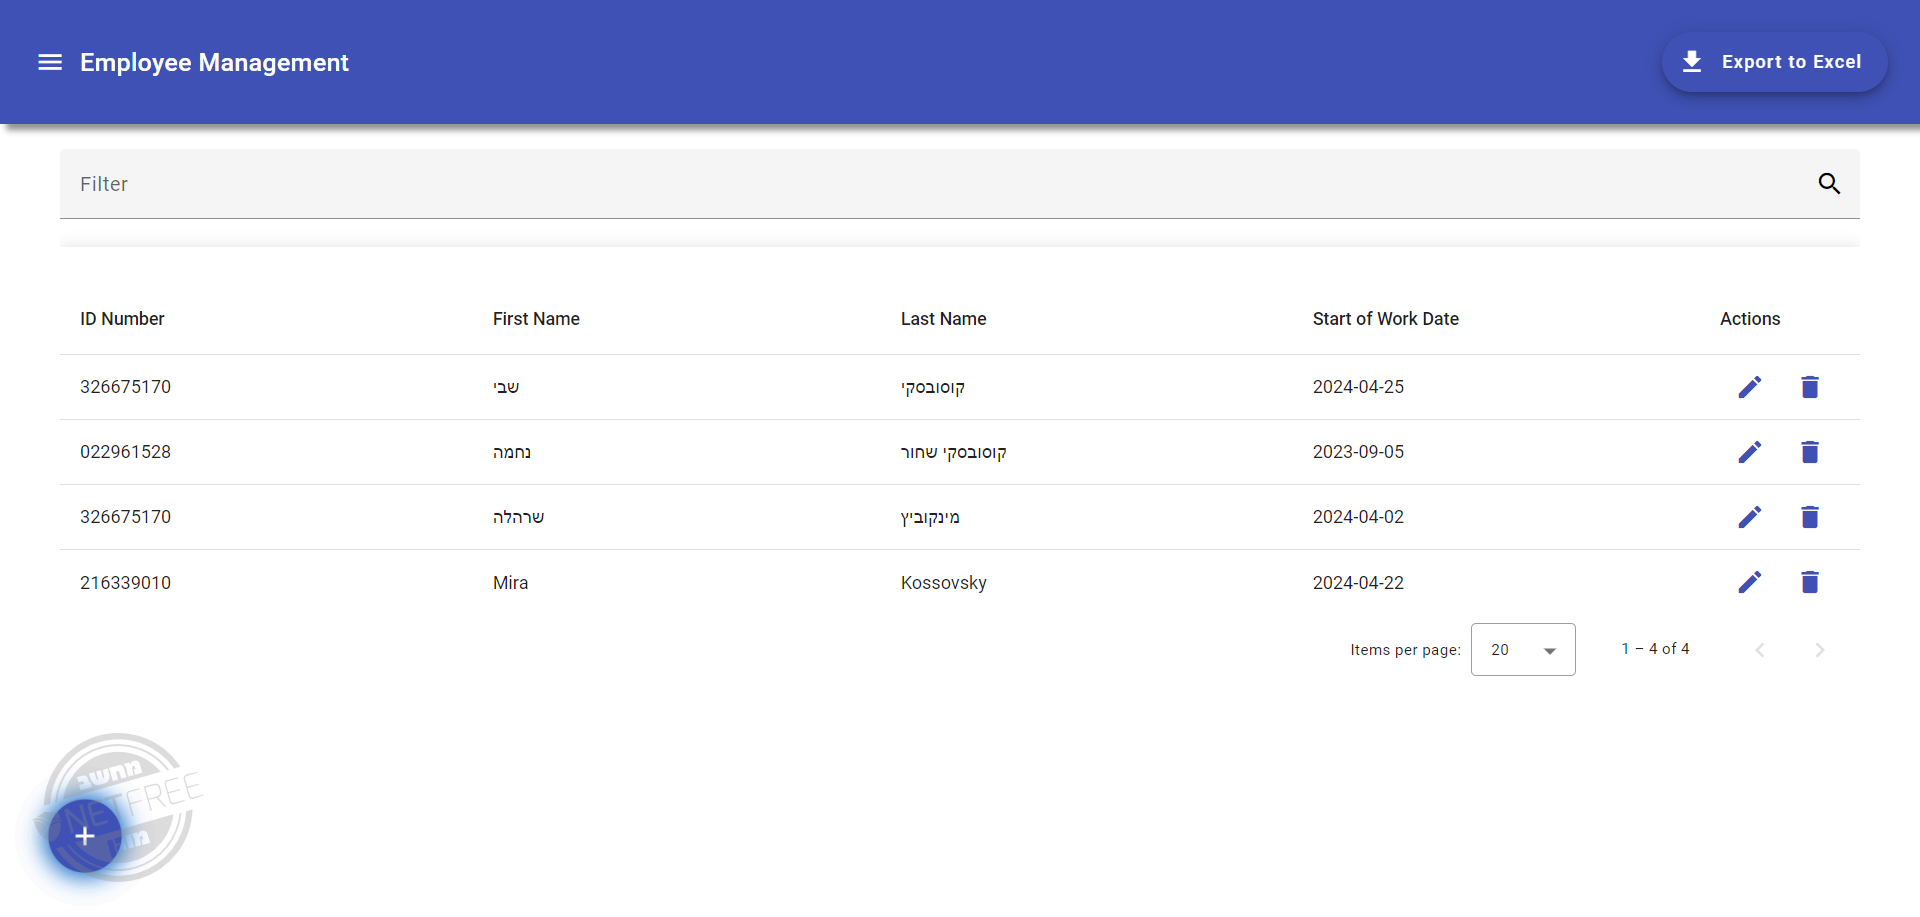 Employee Management
Export to Excel
Filter
ID Number First Name Last Name Start of Work Date Actions
326675170 שבי קוסובסקי 2024-04-25
022961528 נחמה קוסובסקי שחור 2023-09-05
326675170 שרהלה מינקוביץ 2024-04-02
216339010 Mira Kossovsky 2024-04-22
Items per page: 20 1 – 4 of 4
מחשבה
NETFREE